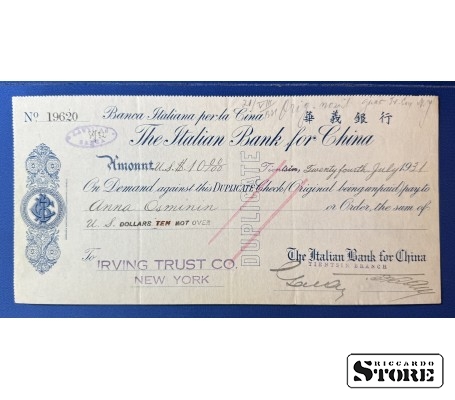 Banca Italiana per la Cina 華義銀行
Nº 19620
The Italian Bank for China
Amount U.S.$.10
Tientsin, Twenty fourth July 1931
On Demand against this DUPLICATE Check (Original being unpaid) pay to
Anna Osminin or Order, the sum of
U S DOLLARS TEN NOT OVER
DUPLICATE
To IRVING TRUST CO.
NEW YORK
The Italian Bank for China
TIENTSIN BRANCH
RICCARDO
STORE